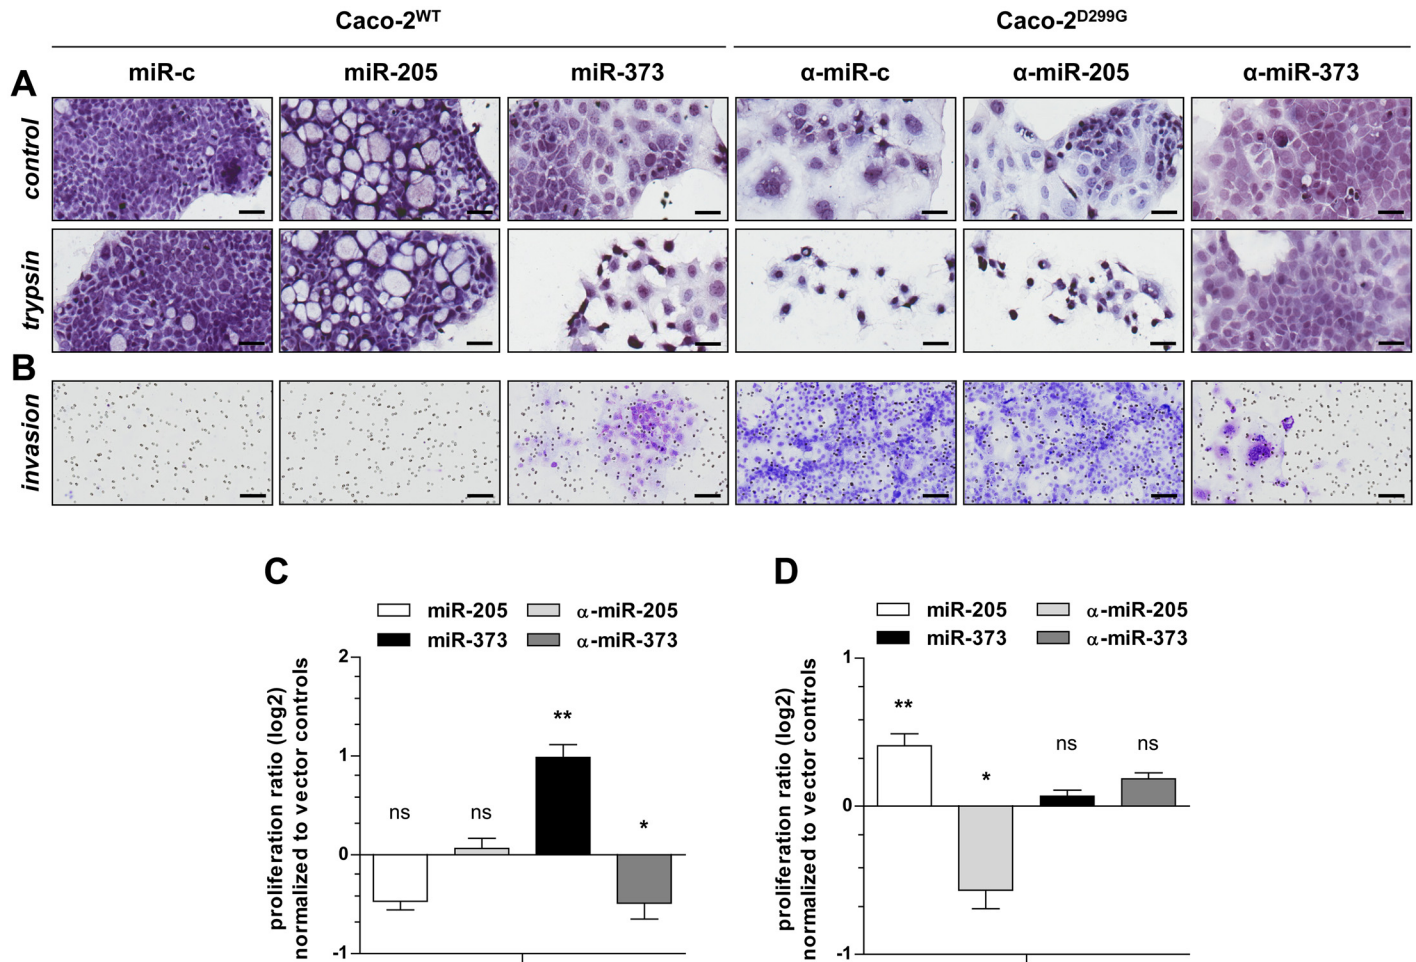 Caco-2WT Caco-2D299G
miR-c miR-205 miR-373 α-miR-c α-miR-205 α-miR-373
A
control
trypsin
B
invasion
C
miR-205 α-miR-205
miR-373 α-miR-373
proliferation ratio (log2)
normalized to vector controls
2
1
0
-1
ns
ns
**
*
D
miR-205 α-miR-205
miR-373 α-miR-373
proliferation ratio (log2)
normalized to vector controls
1
0
-1
**
*
ns
ns